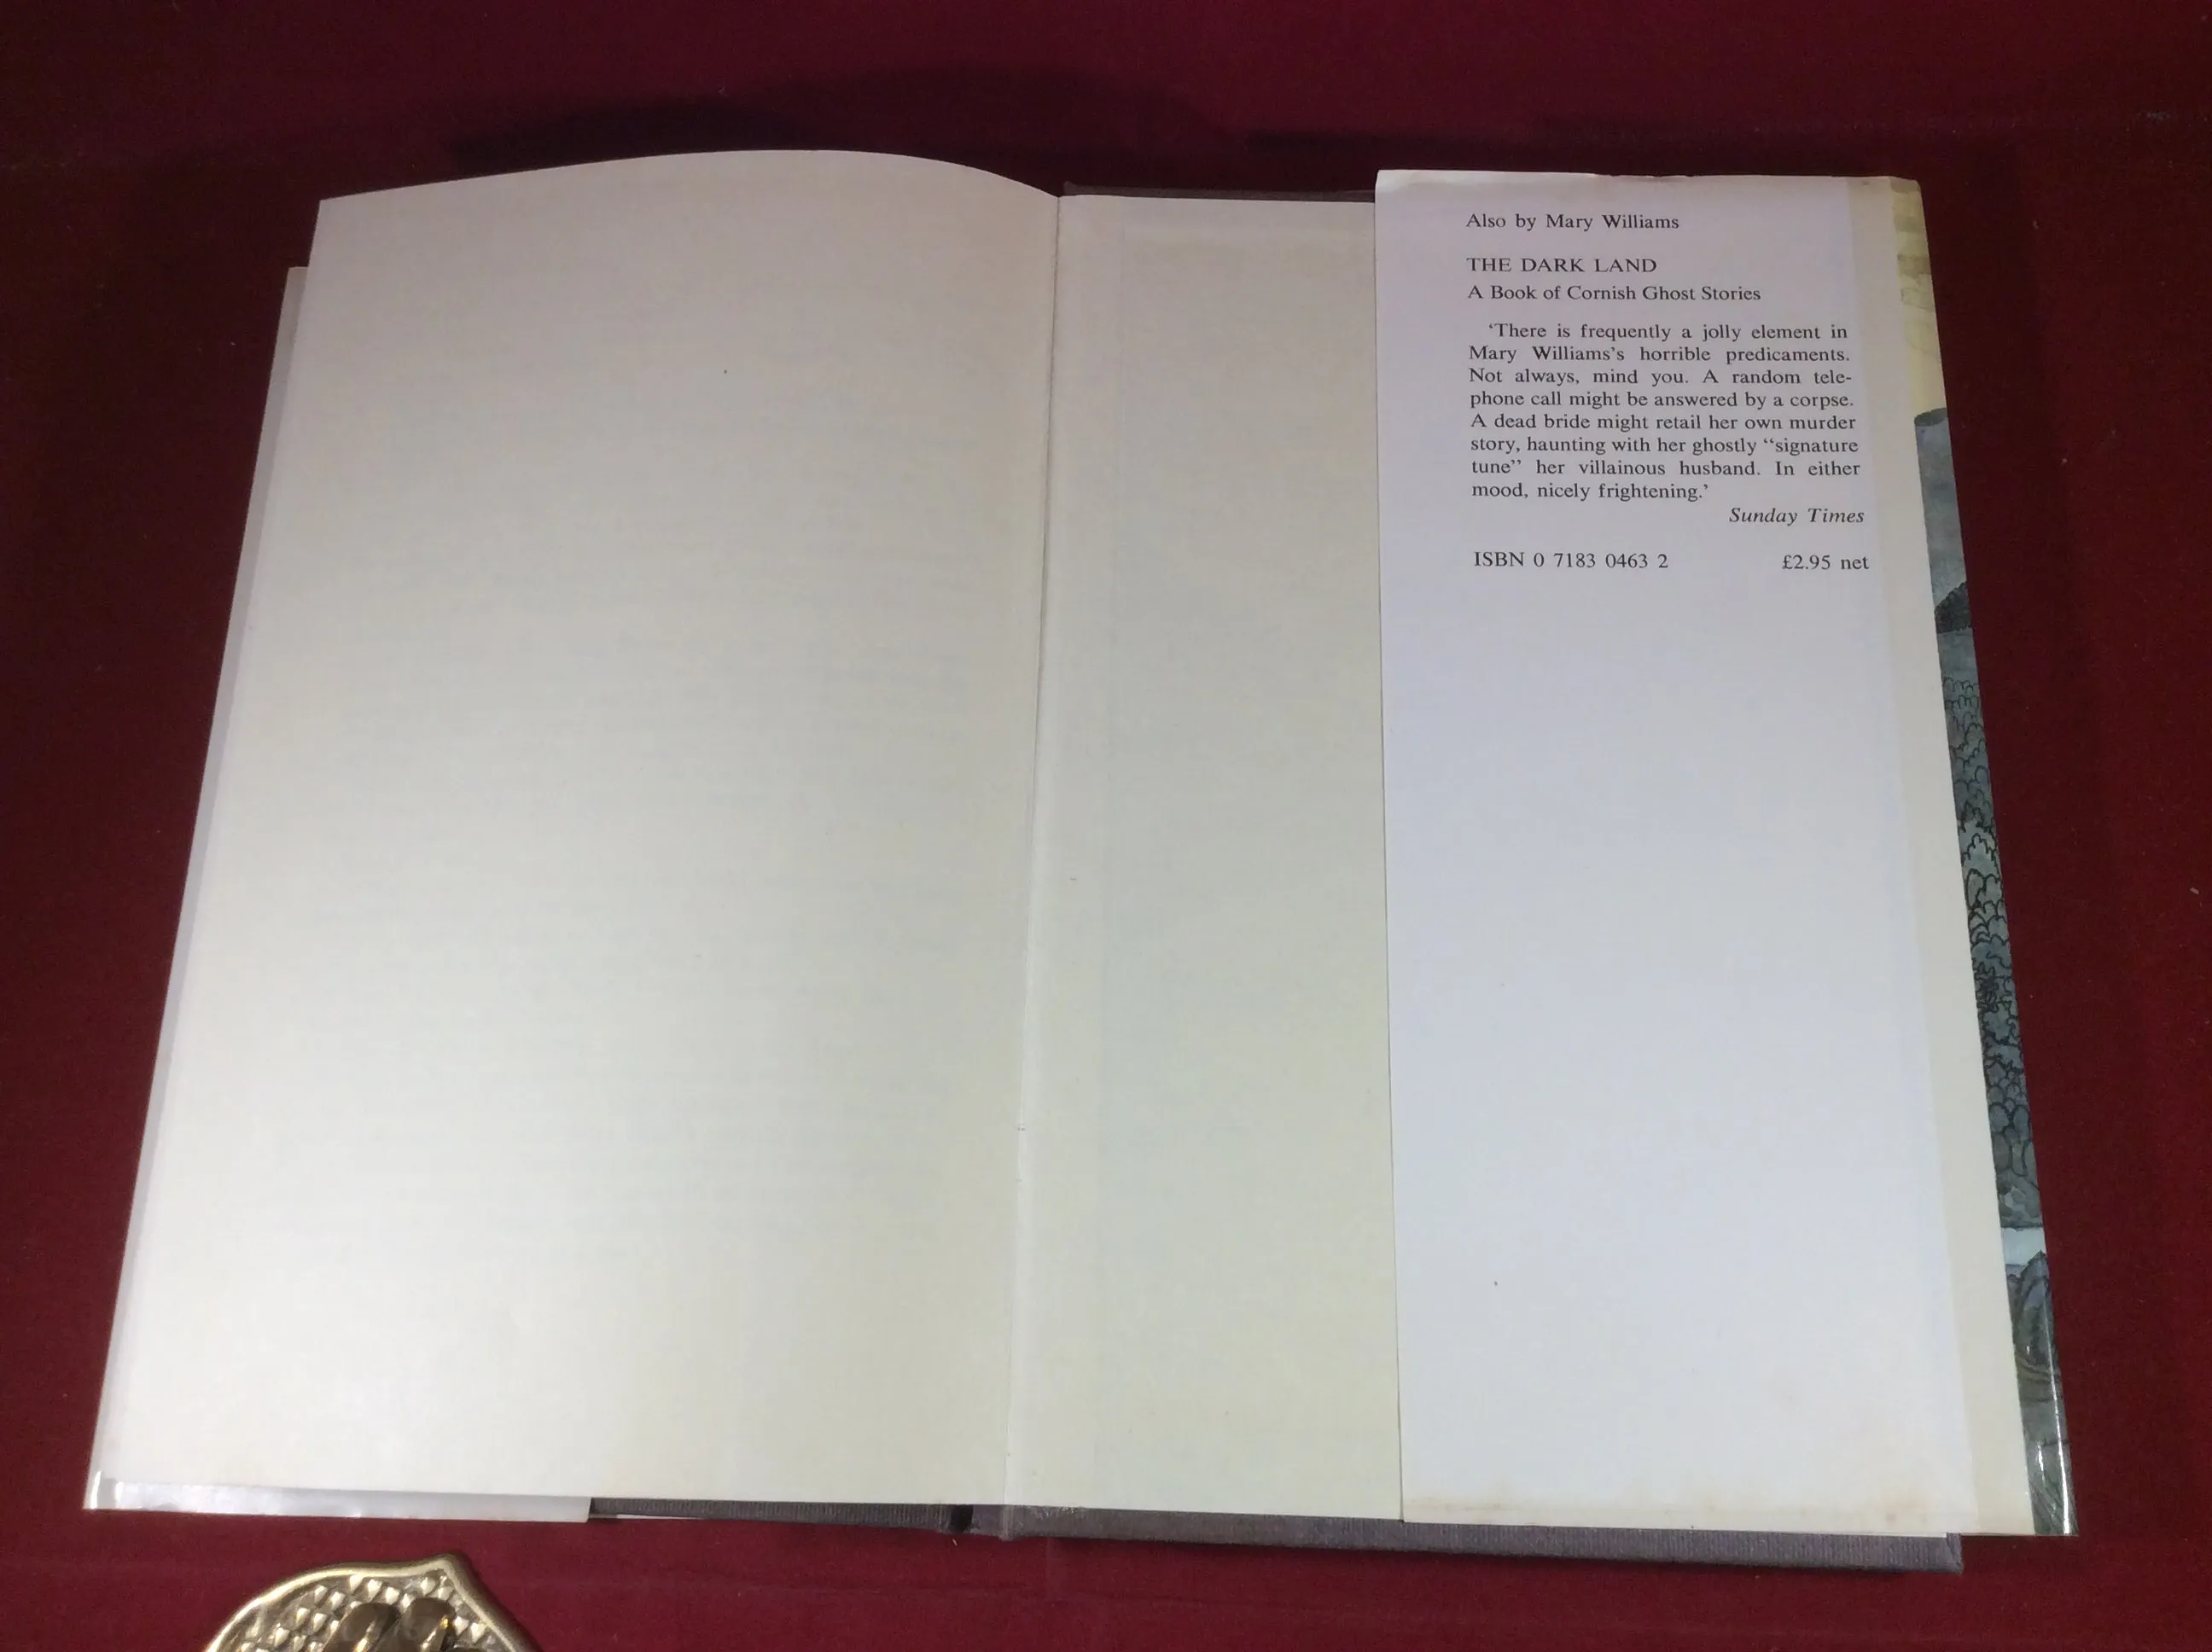 Also by Mary Williams
THE DARK LAND
A Book of Cornish Ghost Stories
‘There is frequently a jolly element in
Mary Williams’s horrible predicaments.
Not always, mind you. A random tele-
phone call might be answered by a corpse.
A dead bride might retail her own murder
story, haunting with her ghostly “signature
tune” her villainous husband. In either
mood, nicely frightening.’
Sunday Times
ISBN 0 7183 0463 2 £2.95 net